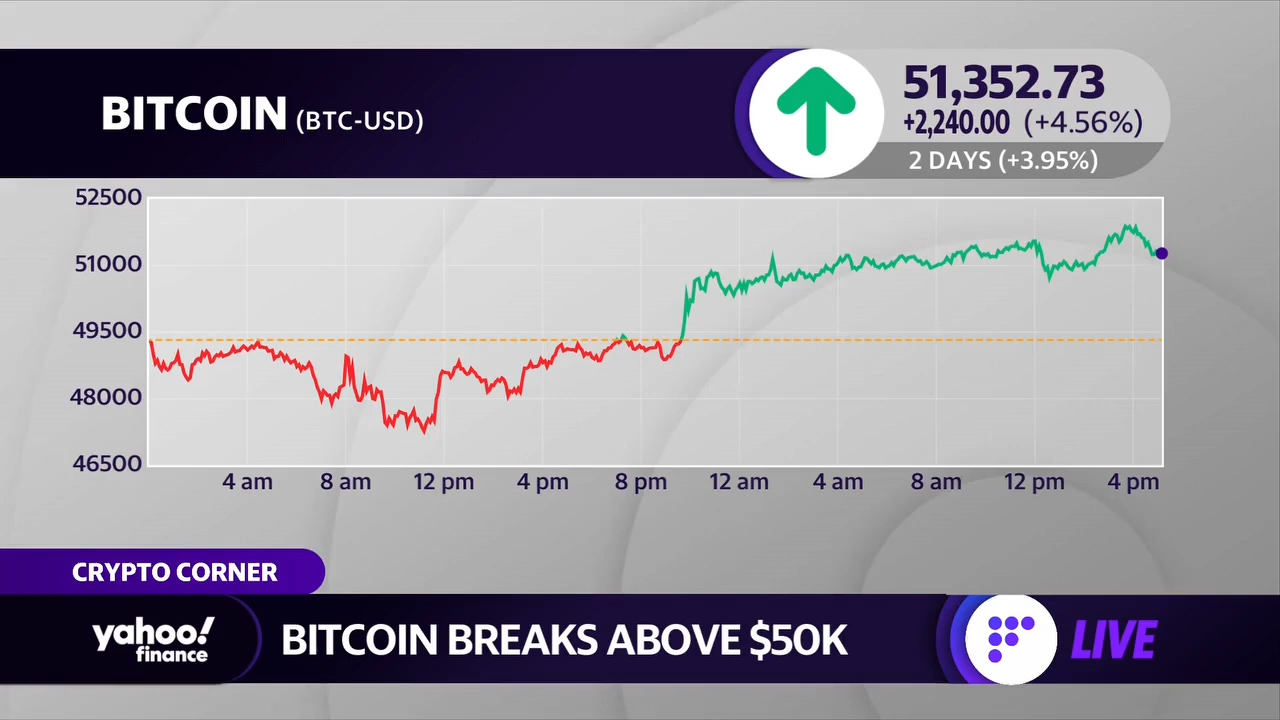 BITCOIN (BTC-USD)
51,352.73
+2,240.00 (+4.56%)
2 DAYS (+3.95%)
52500
51000
49500
48000
46500
4 am 8 am 12 pm 4 pm 8 pm 12 am 4 am 8 am 12 pm 4 pm
CRYPTO CORNER
yahoo!
finance
BITCOIN BREAKS ABOVE $50K
LIVE